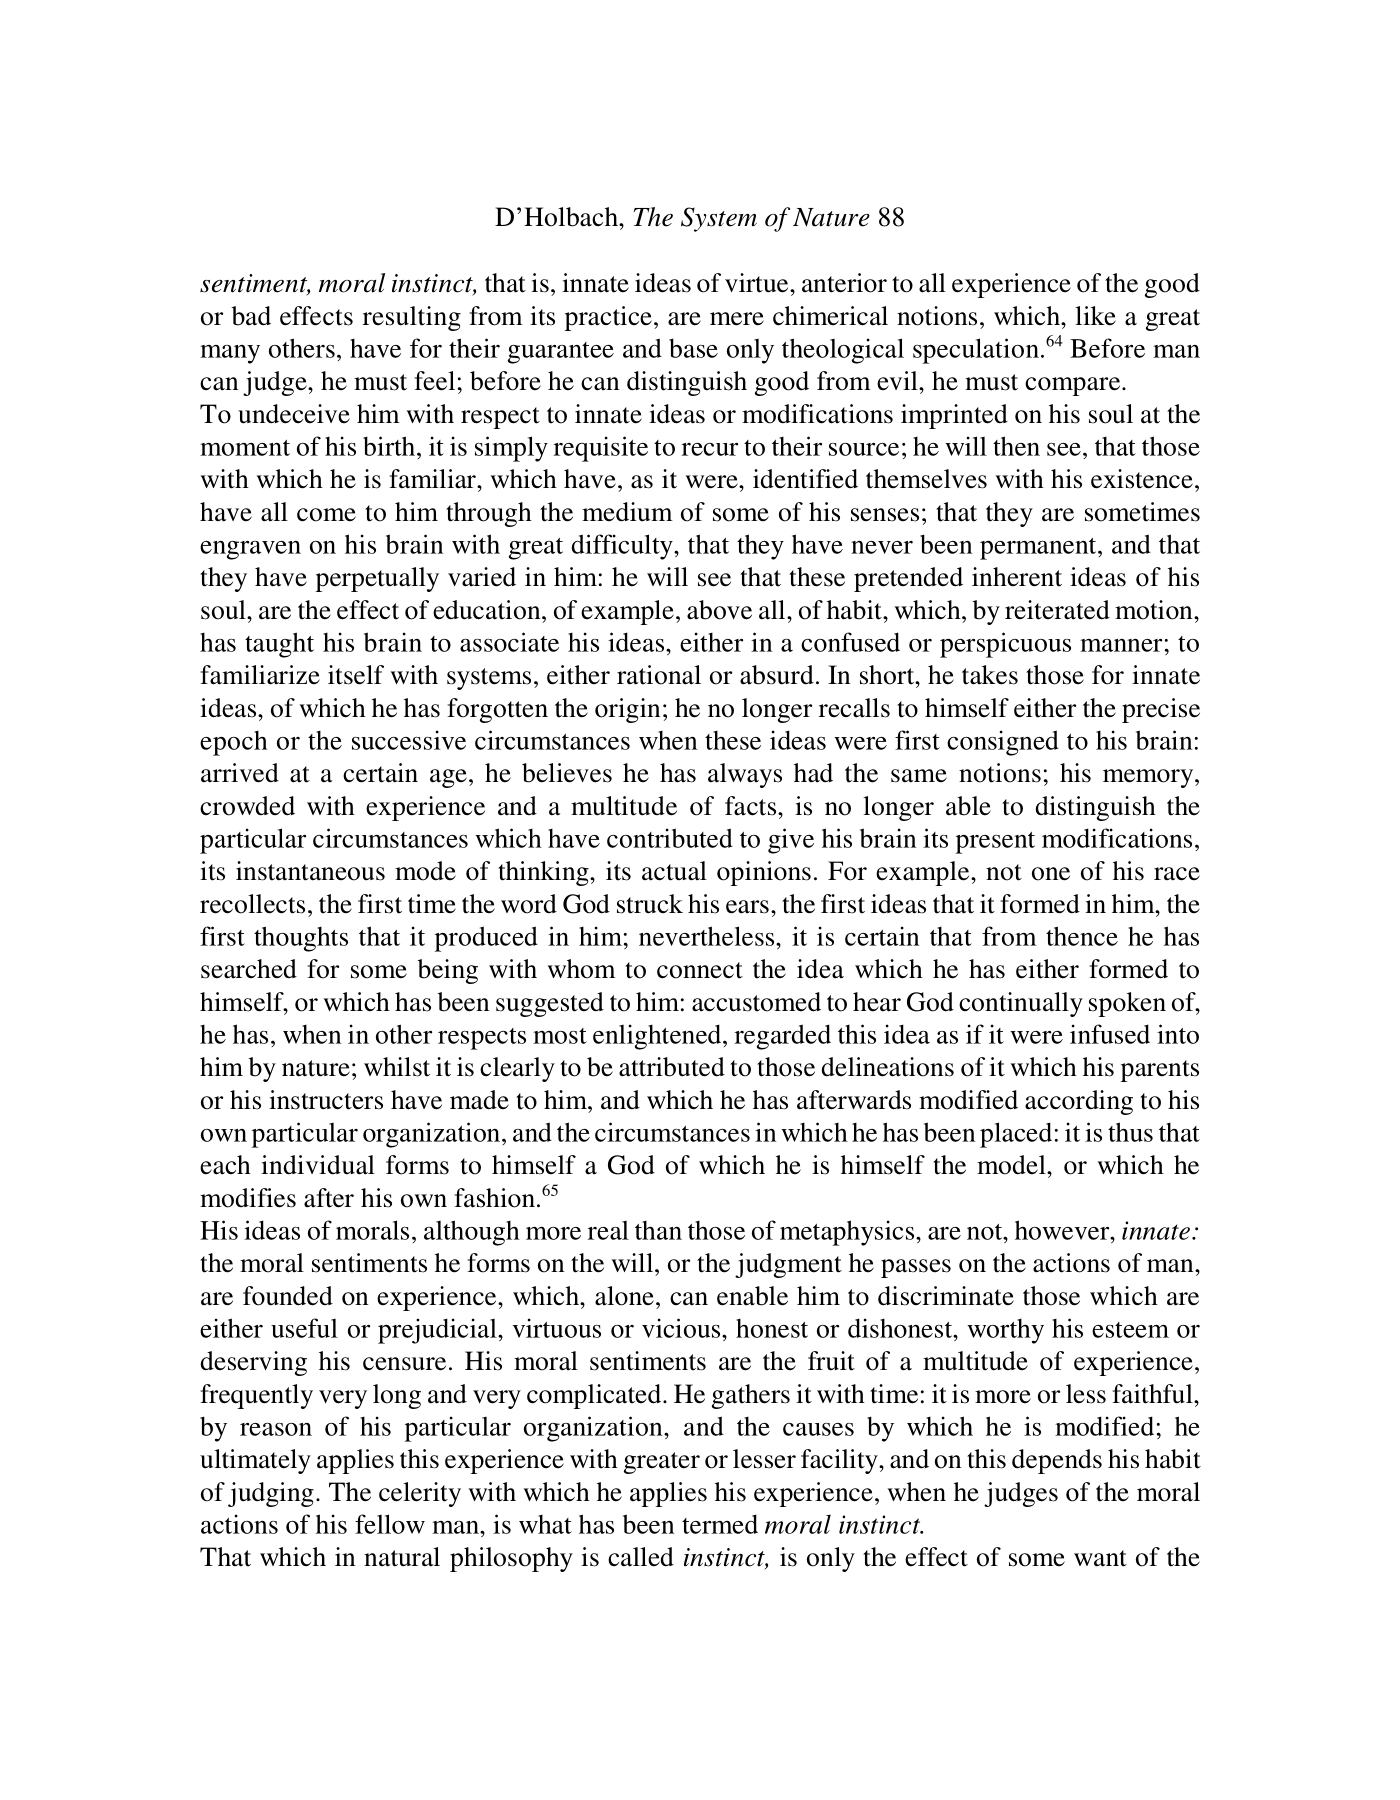 D’Holbach, The System of Nature 88
sentiment, moral instinct, that is, innate ideas of virtue, anterior to all experience of the good
or bad effects resulting from its practice, are mere chimerical notions, which, like a great
many others, have for their guarantee and base only theological speculation.64 Before man
can judge, he must feel; before he can distinguish good from evil, he must compare.
To undeceive him with respect to innate ideas or modifications imprinted on his soul at the
moment of his birth, it is simply requisite to recur to their source; he will then see, that those
with which he is familiar, which have, as it were, identified themselves with his existence,
have all come to him through the medium of some of his senses; that they are sometimes
engraven on his brain with great difficulty, that they have never been permanent, and that
they have perpetually varied in him: he will see that these pretended inherent ideas of his
soul, are the effect of education, of example, above all, of habit, which, by reiterated motion,
has taught his brain to associate his ideas, either in a confused or perspicuous manner; to
familiarize itself with systems, either rational or absurd. In short, he takes those for innate
ideas, of which he has forgotten the origin; he no longer recalls to himself either the precise
epoch or the successive circumstances when these ideas were first consigned to his brain:
arrived at a certain age, he believes he has always had the same notions; his memory,
crowded with experience and a multitude of facts, is no longer able to distinguish the
particular circumstances which have contributed to give his brain its present modifications,
its instantaneous mode of thinking, its actual opinions. For example, not one of his race
recollects, the first time the word God struck his ears, the first ideas that it formed in him, the
first thoughts that it produced in him; nevertheless, it is certain that from thence he has
searched for some being with whom to connect the idea which he has either formed to
himself, or which has been suggested to him: accustomed to hear God continually spoken of,
he has, when in other respects most enlightened, regarded this idea as if it were infused into
him by nature; whilst it is clearly to be attributed to those delineations of it which his parents
or his instructers have made to him, and which he has afterwards modified according to his
own particular organization, and the circumstances in which he has been placed: it is thus that
each individual forms to himself a God of which he is himself the model, or which he
modifies after his own fashion.65
His ideas of morals, although more real than those of metaphysics, are not, however, innate:
the moral sentiments he forms on the will, or the judgment he passes on the actions of man,
are founded on experience, which, alone, can enable him to discriminate those which are
either useful or prejudicial, virtuous or vicious, honest or dishonest, worthy his esteem or
deserving his censure. His moral sentiments are the fruit of a multitude of experience,
frequently very long and very complicated. He gathers it with time: it is more or less faithful,
by reason of his particular organization, and the causes by which he is modified; he
ultimately applies this experience with greater or lesser facility, and on this depends his habit
of judging. The celerity with which he applies his experience, when he judges of the moral
actions of his fellow man, is what has been termed moral instinct.
That which in natural philosophy is called instinct, is only the effect of some want of the